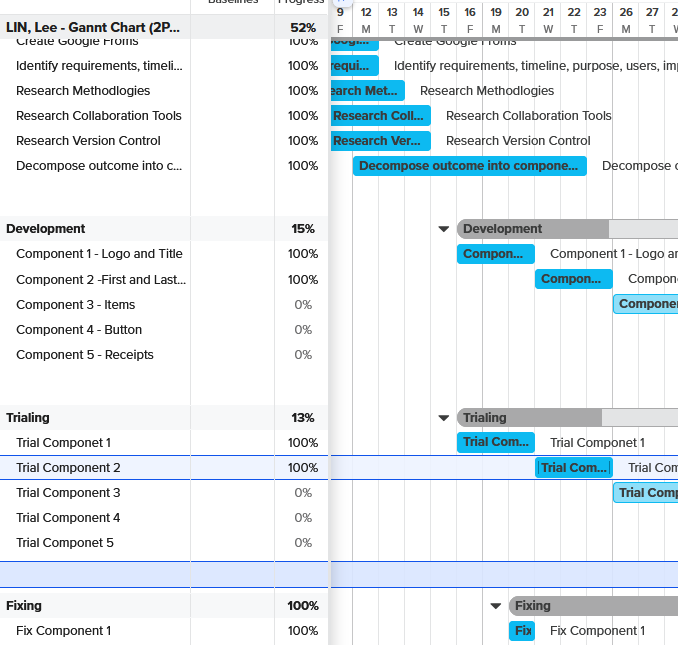 Baselines Progress
9 12 13 14 15 16 19 20 21 22 23 26 27 2
F M T W T F M T W T F M T W
LIN, Lee - Gannt Chart (2P... 52%
Create Google Froms 100% Create Google Froms
Identify requirements, timeli... 100% requi... Identify requirements, timeline, purpose, users, im
Research Methodlogies 100% earch Met... Research Methodlogies
Research Collaboration Tools 100% Research Coll... Research Collaboration Tools
Research Version Control 100% Research Ver... Research Version Control
Decompose outcome into c... 100% Decompose outcome into compone... Decompose c
Development 15% Development
Component 1 - Logo and Title 100% Compon... Component 1 - Logo ar
Component 2 -First and Last... 100% Compon... Compon
Component 3 - Items 0% Componer
Component 4 - Button 0%
Component 5 - Receipts 0%
Trialing 13% Trialing
Trial Componet 1 100% Trial Com... Trial Componet 1
Trial Component 2 100% Trial Com... Trial Com
Trial Componet 3 0% Trial Comp
Trial Component 4 0%
Trial Componet 5 0%
Fixing 100% Fixing
Fix Component 1 100% Fix Fix Component 1